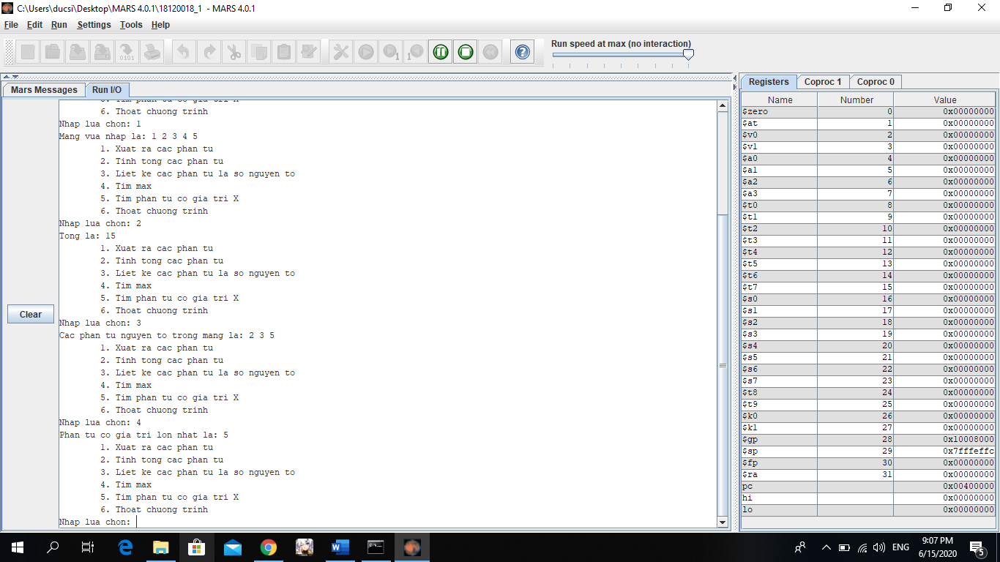 C:\Users\ducsi\Desktop\MARS 4.0.1\18120018_1 - MARS 4.0.1
File Edit Run Settings Tools Help
Run speed at max (no interaction)
Mars Messages Run I/O
6. Thoat chuong trinh
Nhap lua chon: 1
Mang vua nhap la: 1 2 3 4 5
1. Xuat ra cac phan tu
2. Tinh tong cac phan tu
3. Liet ke cac phan tu la so nguyen to
4. Tim max
5. Tim phan tu co gia tri X
6. Thoat chuong trinh
Nhap lua chon: 2
Tong la: 15
1. Xuat ra cac phan tu
2. Tinh tong cac phan tu
3. Liet ke cac phan tu la so nguyen to
4. Tim max
5. Tim phan tu co gia tri X
6. Thoat chuong trinh
Nhap lua chon: 3
Cac phan tu nguyen to trong mang la: 2 3 5
1. Xuat ra cac phan tu
2. Tinh tong cac phan tu
3. Liet ke cac phan tu la so nguyen to
4. Tim max
5. Tim phan tu co gia tri X
6. Thoat chuong trinh
Nhap lua chon: 4
Phan tu co gia tri lon nhat la: 5
1. Xuat ra cac phan tu
2. Tinh tong cac phan tu
3. Liet ke cac phan tu la so nguyen to
4. Tim max
5. Tim phan tu co gia tri X
6. Thoat chuong trinh
Nhap lua chon:
Clear
Registers Coproc 1 Coproc 0
Name Number Value
$zero 0 0x00000000
$at 1 0x00000000
$v0 2 0x00000000
$v1 3 0x00000000
$a0 4 0x00000000
$a1 5 0x00000000
$a2 6 0x00000000
$a3 7 0x00000000
$t0 8 0x00000000
$t1 9 0x00000000
$t2 10 0x00000000
$t3 11 0x00000000
$t4 12 0x00000000
$t5 13 0x00000000
$t6 14 0x00000000
$t7 15 0x00000000
$s0 16 0x00000000
$s1 17 0x00000000
$s2 18 0x00000000
$s3 19 0x00000000
$s4 20 0x00000000
$s5 21 0x00000000
$s6 22 0x00000000
$s7 23 0x00000000
$t8 24 0x00000000
$t9 25 0x00000000
$k0 26 0x00000000
$k1 27 0x00000000
$gp 28 0x10008000
$sp 29 0x7fffeffc
$fp 30 0x00000000
$ra 31 0x00000000
pc 0x00400000
hi 0x00000000
lo 0x00000000
ENG
9:07 PM
6/15/2020
5